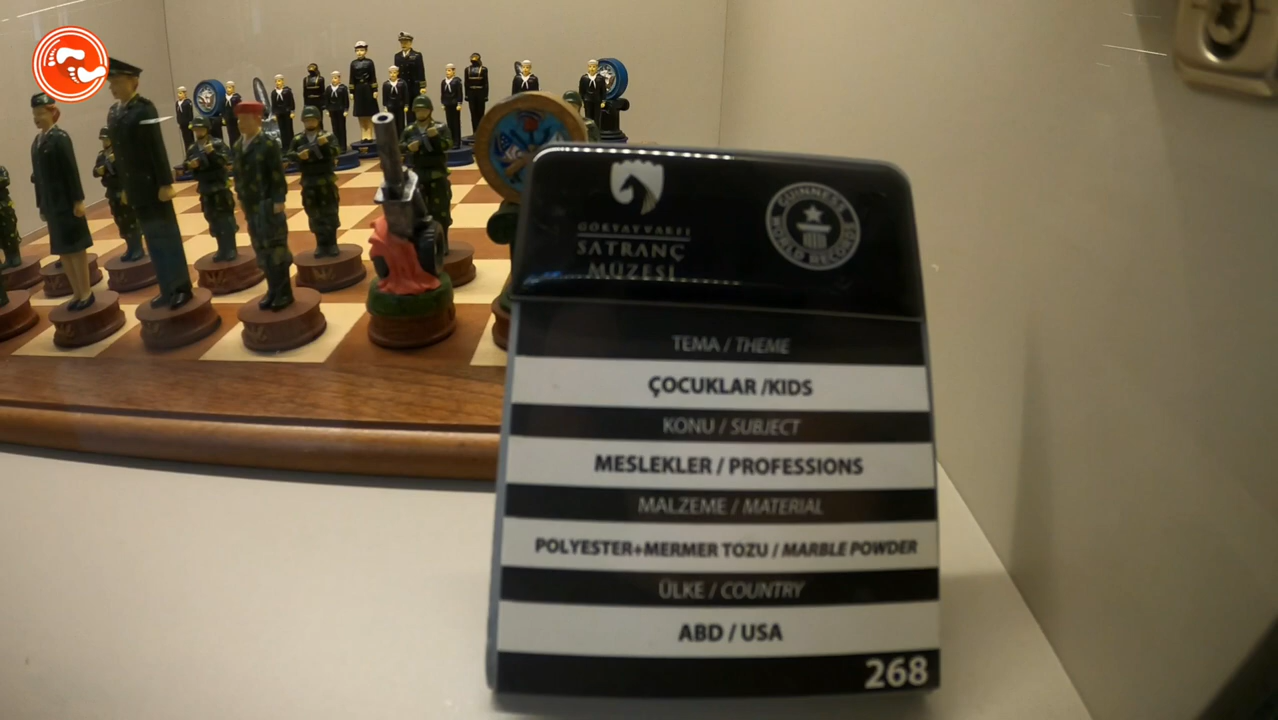 GÖKYAY VAKFI
SATRANÇ
MÜZESİ
GUINNESS
WORLD RECORDS
TEMA / THEME
ÇOCUKLAR /KIDS
KONU / SUBJECT
MESLEKLER / PROFESSIONS
MALZEME / MATERIAL
POLYESTER+MERMER TOZU / MARBLE POWDER
ÜLKE / COUNTRY
ABD / USA
268